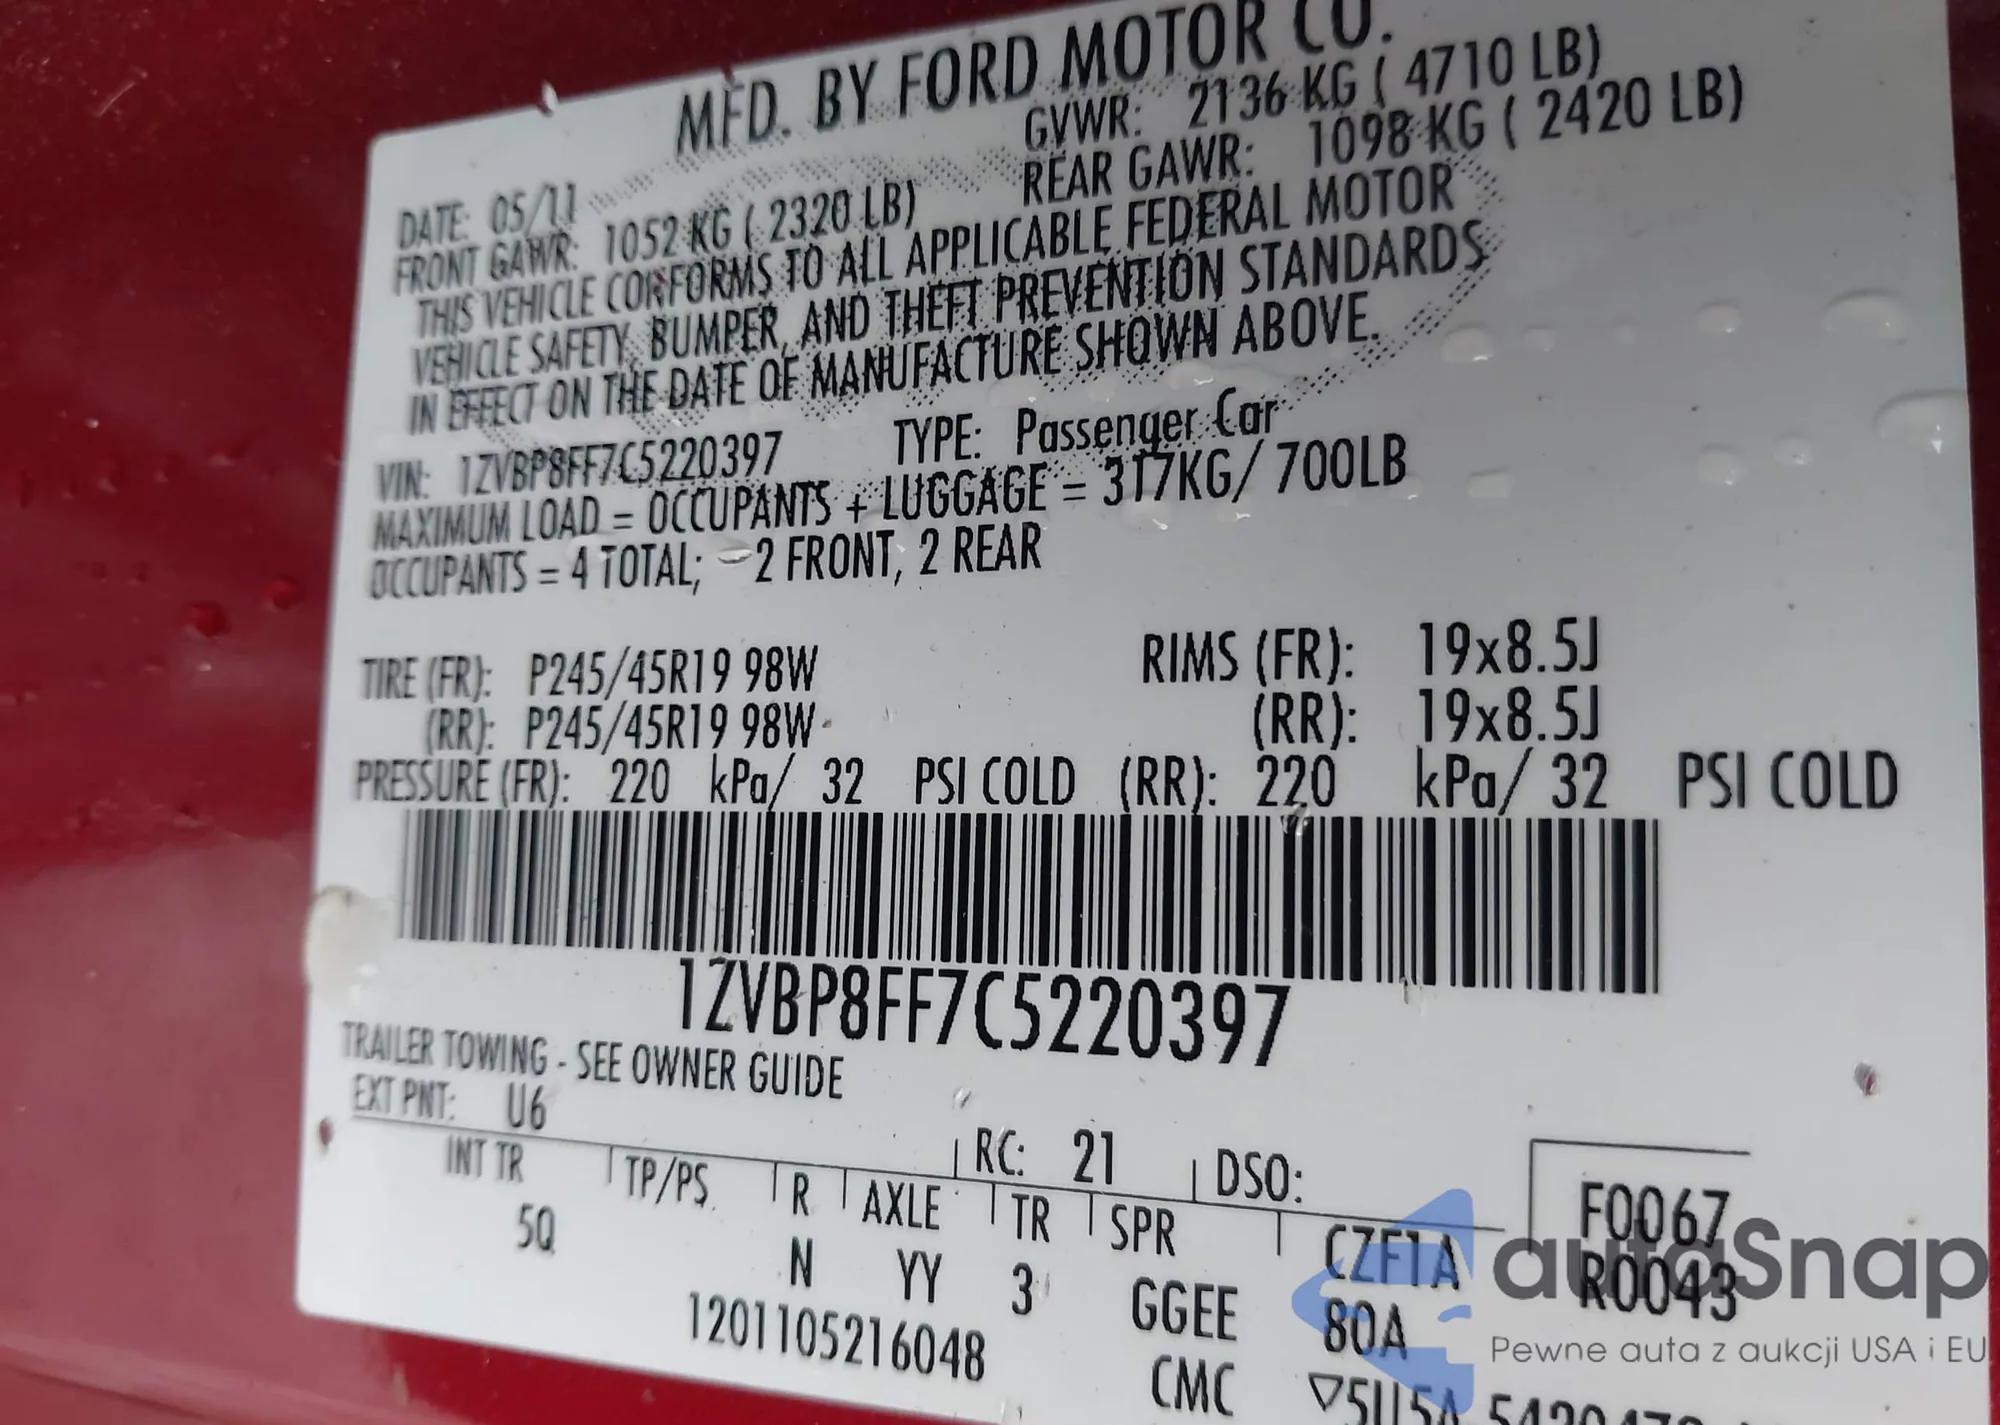 MFD. BY FORD MOTOR CO.
DATE: 05/11 GVWR: 2136 KG ( 4710 LB)
FRONT GAWR: 1052 KG ( 2320 LB) REAR GAWR: 1098 KG ( 2420 LB)
THIS VEHICLE CONFORMS TO ALL APPLICABLE FEDERAL MOTOR
VEHICLE SAFETY, BUMPER, AND THEFT PREVENTION STANDARDS
IN EFFECT ON THE DATE OF MANUFACTURE SHOWN ABOVE.
VIN: 1ZVBP8FF7C5220397 TYPE: Passenger Car
MAXIMUM LOAD = OCCUPANTS + LUGGAGE = 317KG/ 700LB
OCCUPANTS = 4 TOTAL; 2 FRONT, 2 REAR
TIRE (FR): P245/45R19 98W RIMS (FR): 19x8.5J
(RR): P245/45R19 98W (RR): 19x8.5J
PRESSURE (FR): 220 kPa/ 32 PSI COLD (RR): 220 kPa/ 32 PSI COLD
1ZVBP8FF7C5220397
TRAILER TOWING - SEE OWNER GUIDE
EXT PNT: U6 RC: 21 DSO: F0067
INT TR TP/PS R AXLE TR SPR CZF1A R0043
5Q N YY 3 GGEE 80A
1201105216048 CMC
autoSnap
Pewne auta z aukcji USA i EU